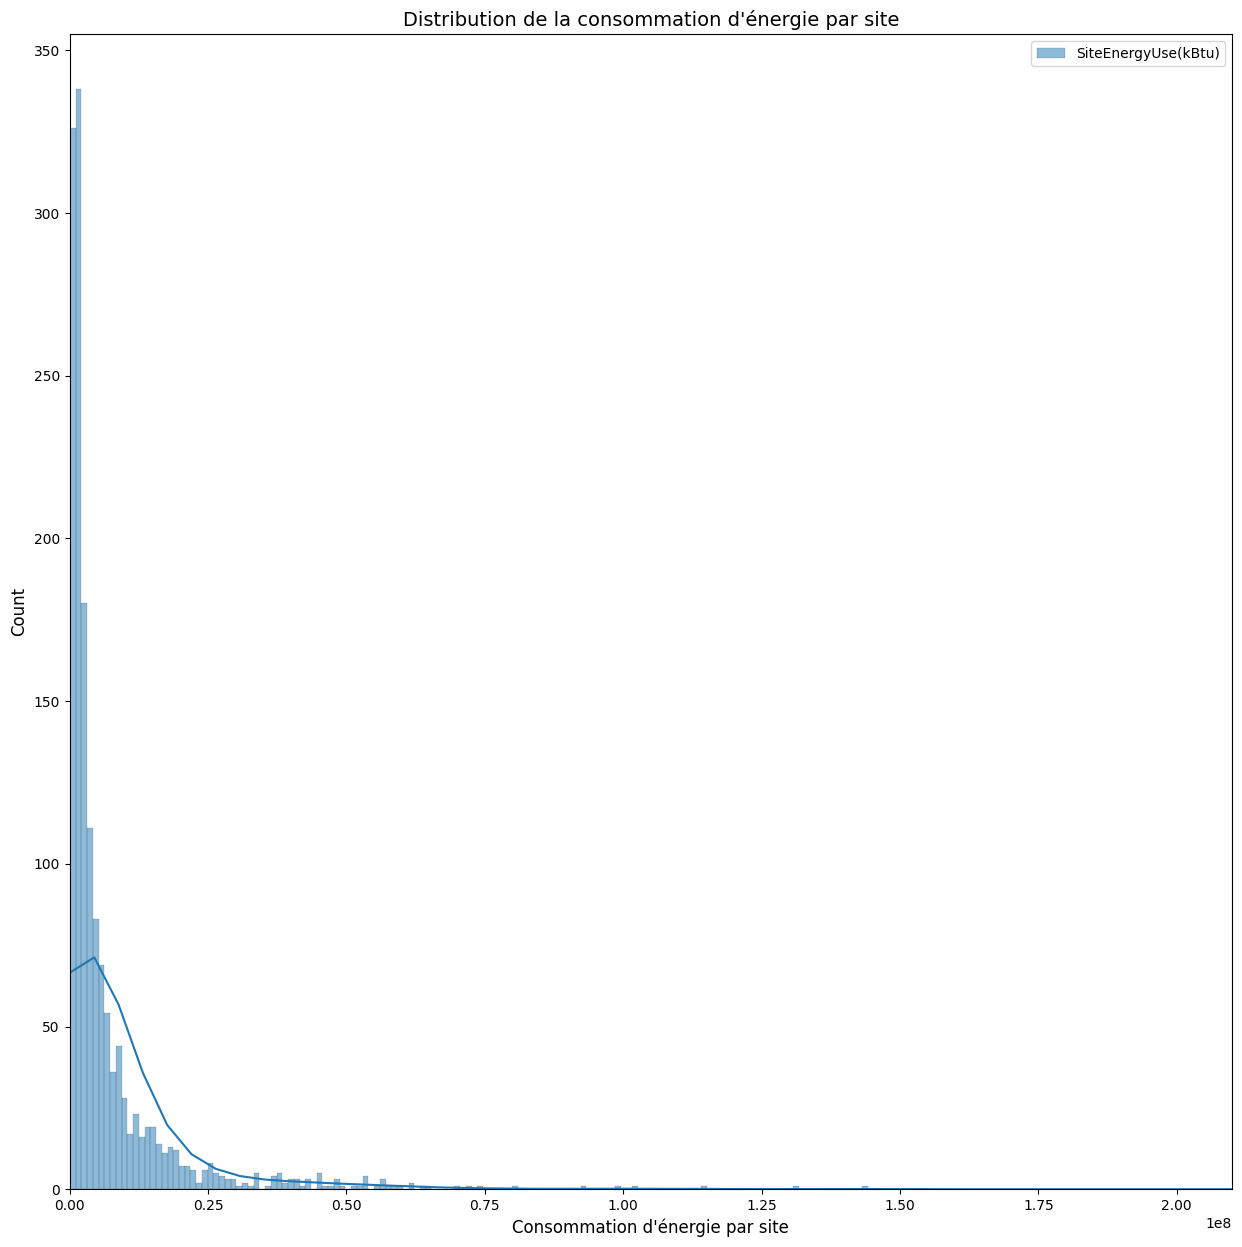 Distribution de la consommation d'énergie par site
SiteEnergyUse(kBtu)
350
300
250
200
150
100
50
0
Count
0.00 0.25 0.50 0.75 1.00 1.25 1.50 1.75 2.00
1e8
Consommation d'énergie par site